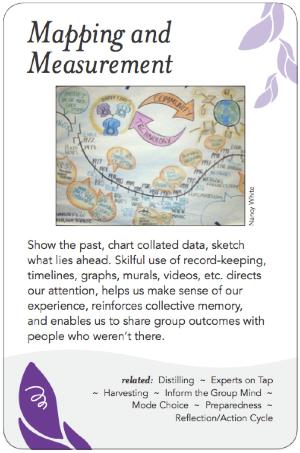 Mapping and
Measurement
COMMUNITY
TECHNOLOGY
Nancy White
Show the past, chart collated data, sketch
what lies ahead. Skilful use of record-keeping,
timelines, graphs, murals, videos, etc. directs
our attention, helps us make sense of our
experience, reinforces collective memory,
and enables us to share group outcomes with
people who weren't there.
related: Distilling ~ Experts on Tap
~ Harvesting ~ Inform the Group Mind ~
Mode Choice ~ Preparedness ~
Reflection/Action Cycle